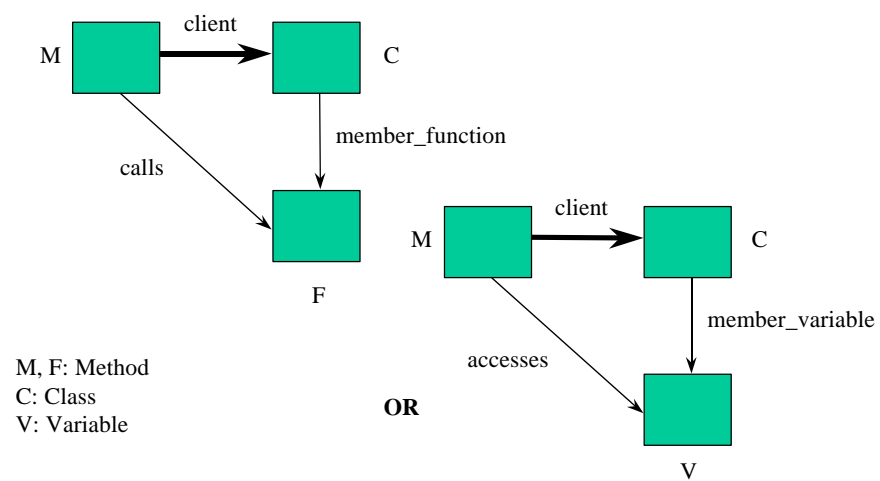 client
M
C
member_function
calls
F
client
M
C
member_variable
accesses
V
M, F: Method
C: Class
V: Variable
OR